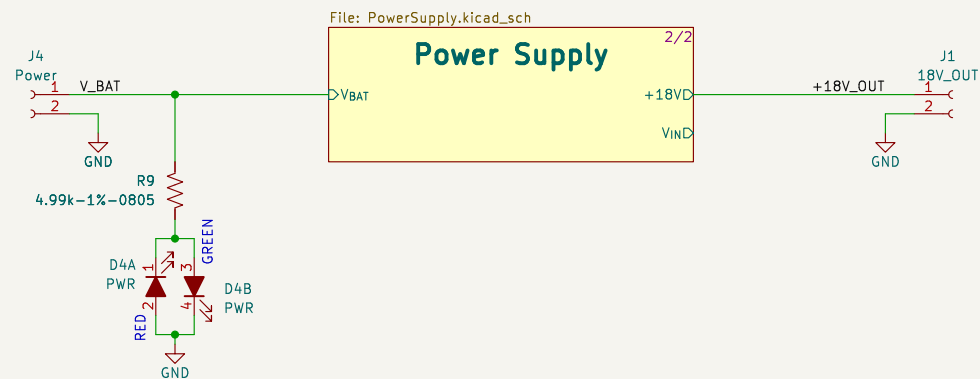 File: PowerSupply.kicad_sch
2/2
Power Supply
J4
Power
1
V_BAT
2
GND
VBAT
+18V
VIN
+18V_OUT
J1
18V_OUT
1
2
GND
R9
4.99k-1%-0805
GREEN
D4A
PWR
1
2
RED
3
4
D4B
PWR
GND